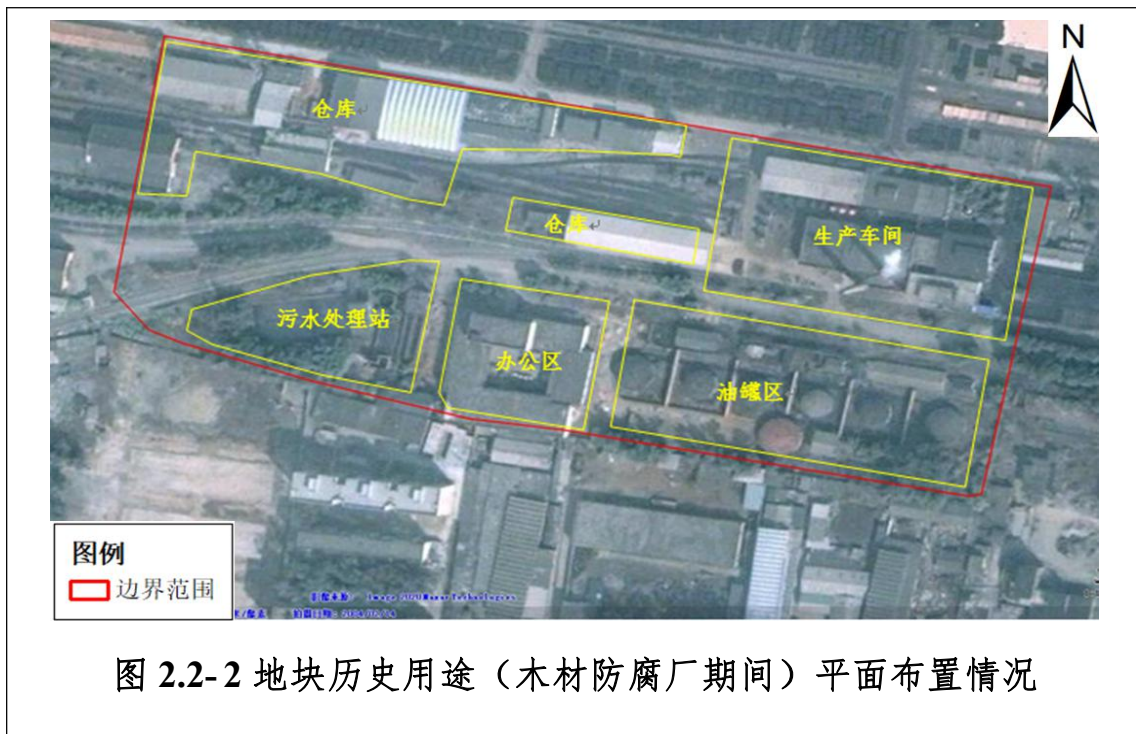 N
仓库
仓库
生产车间
污水处理站
办公区
油罐区
图例
边界范围
图 2.2-2 地块历史用途（木材防腐厂期间）平面布置情况